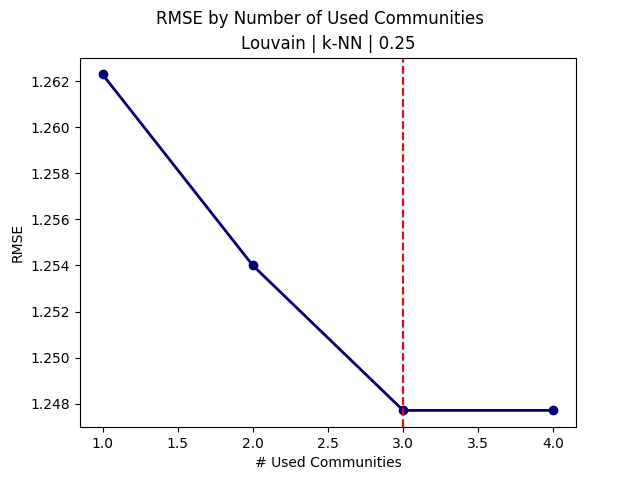 RMSE by Number of Used Communities
Louvain | k-NN | 0.25
1.262
1.260
1.258
1.256
1.254
1.252
1.250
1.248
RMSE
1.0 1.5 2.0 2.5 3.0 3.5 4.0
# Used Communities